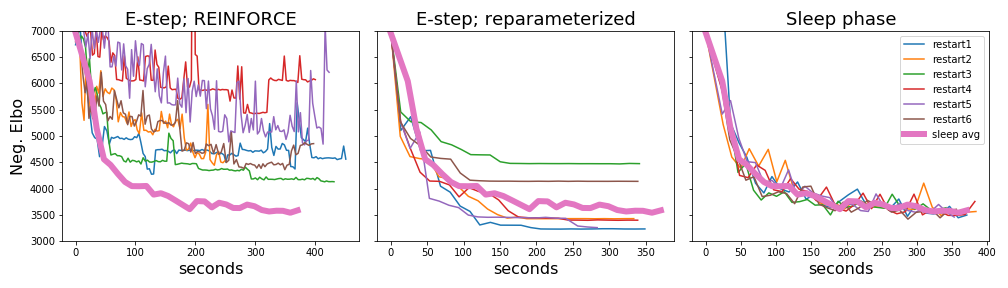 E-step; REINFORCE
E-step; reparameterized
Sleep phase
Neg. Elbo
7000
6500
6000
5500
5000
4500
4000
3500
3000
0 100 200 300 400
0 50 100 150 200 250 300 350
0 50 100 150 200 250 300 350 400
seconds
seconds
seconds
restart1
restart2
restart3
restart4
restart5
restart6
sleep avg